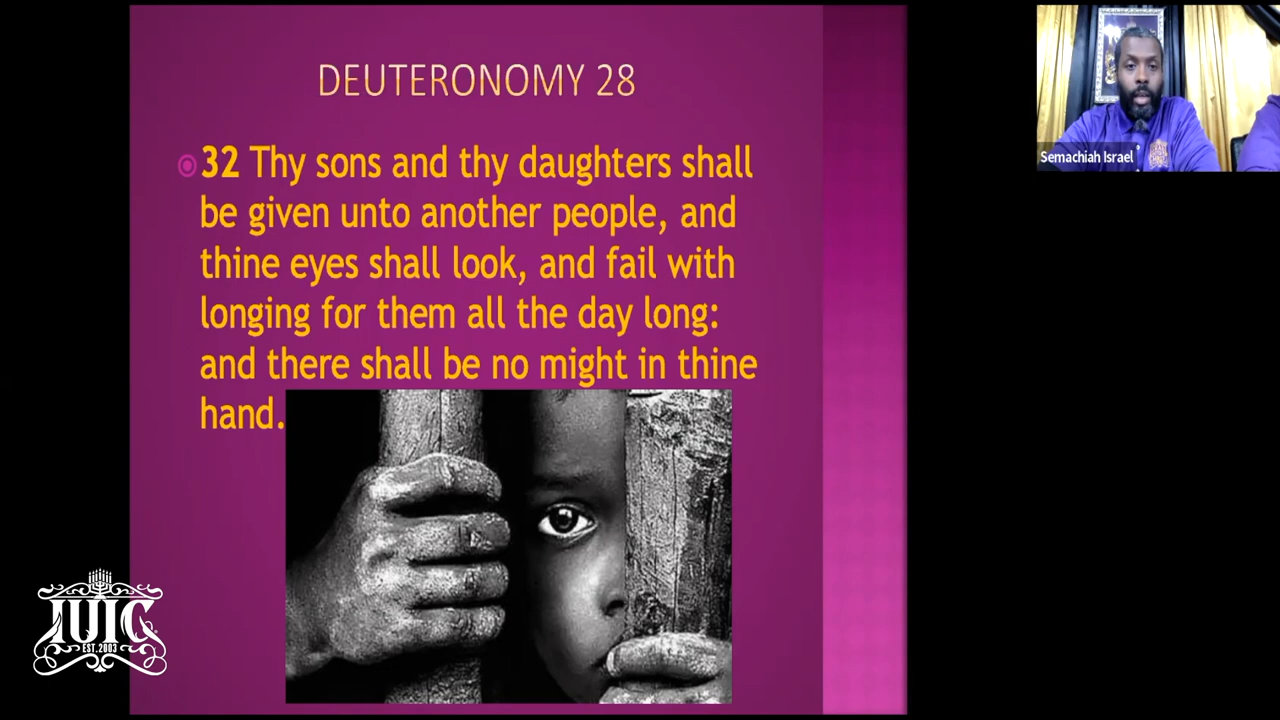 DEUTERONOMY 28
32 Thy sons and thy daughters shall
be given unto another people, and
thine eyes shall look, and fail with
longing for them all the day long:
and there shall be no might in thine
hand.
Semachiah Israel
IUIC
EST. 2003